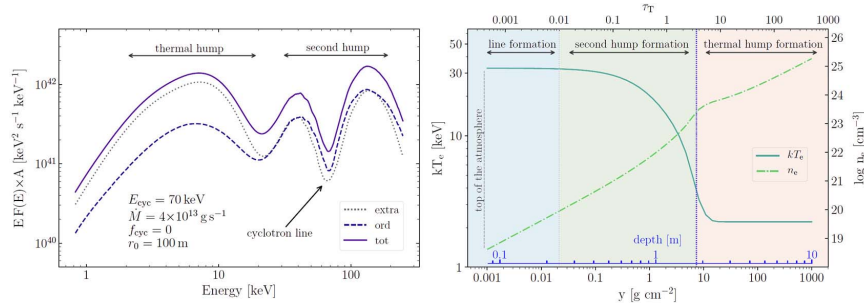 thermal hump
second hump
E F(E)×A [keV² s⁻¹ keV⁻¹]
10⁴²
10⁴¹
10⁴⁰
E_cyc = 70 keV
Ṁ = 4×10¹³ g s⁻¹
f_cyc = 0
r₀ = 100 m
cyclotron line
extra
ord
tot
1
10
100
Energy [keV]
τ_T
0.001
0.01
0.1
1
10
100
1000
line formation
second hump formation
thermal hump formation
kT_e [keV]
50
30
10
1
top of the atmosphere
kT_e
n_e
log n_e [cm⁻³]
26
25
24
23
22
21
20
19
18
depth [m]
0.1
1
10
0.001
0.01
0.1
1
10
100
1000
y [g cm⁻²]